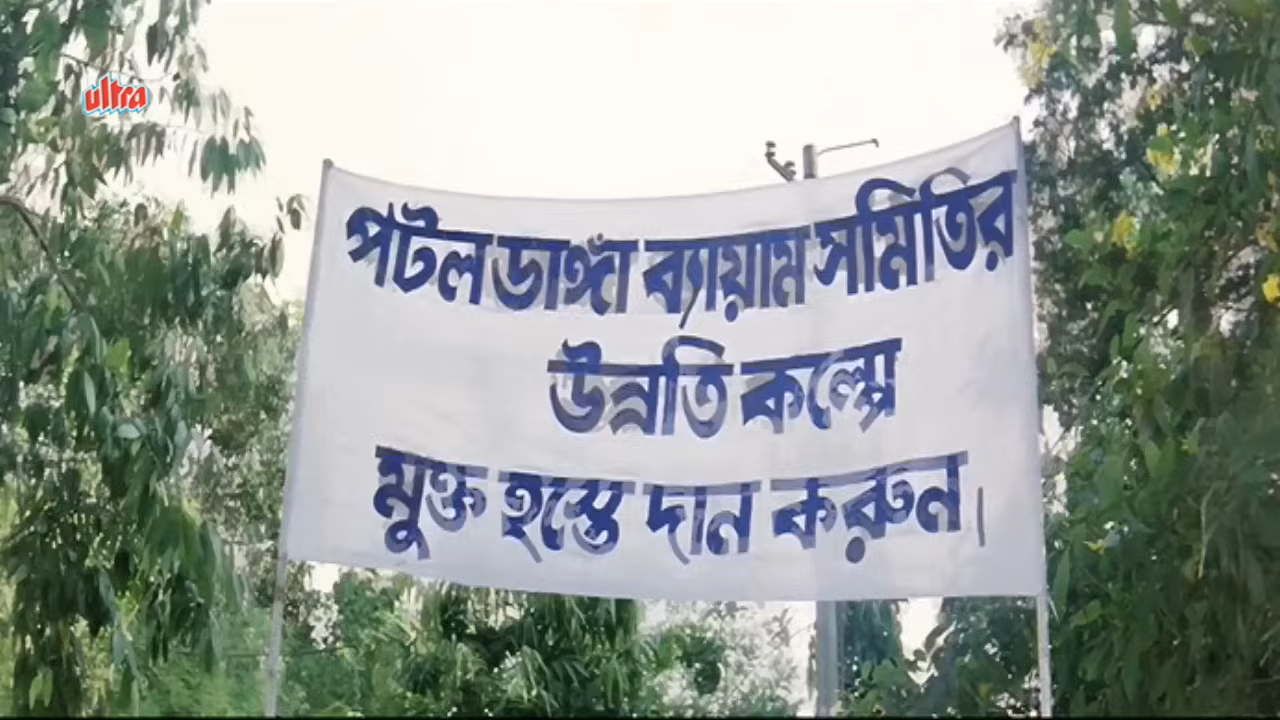 ultra
পটলডাঙ্গা ব্যায়াম সমিতির
উন্নতি কল্পে
মুক্ত হস্তে দান করুন।